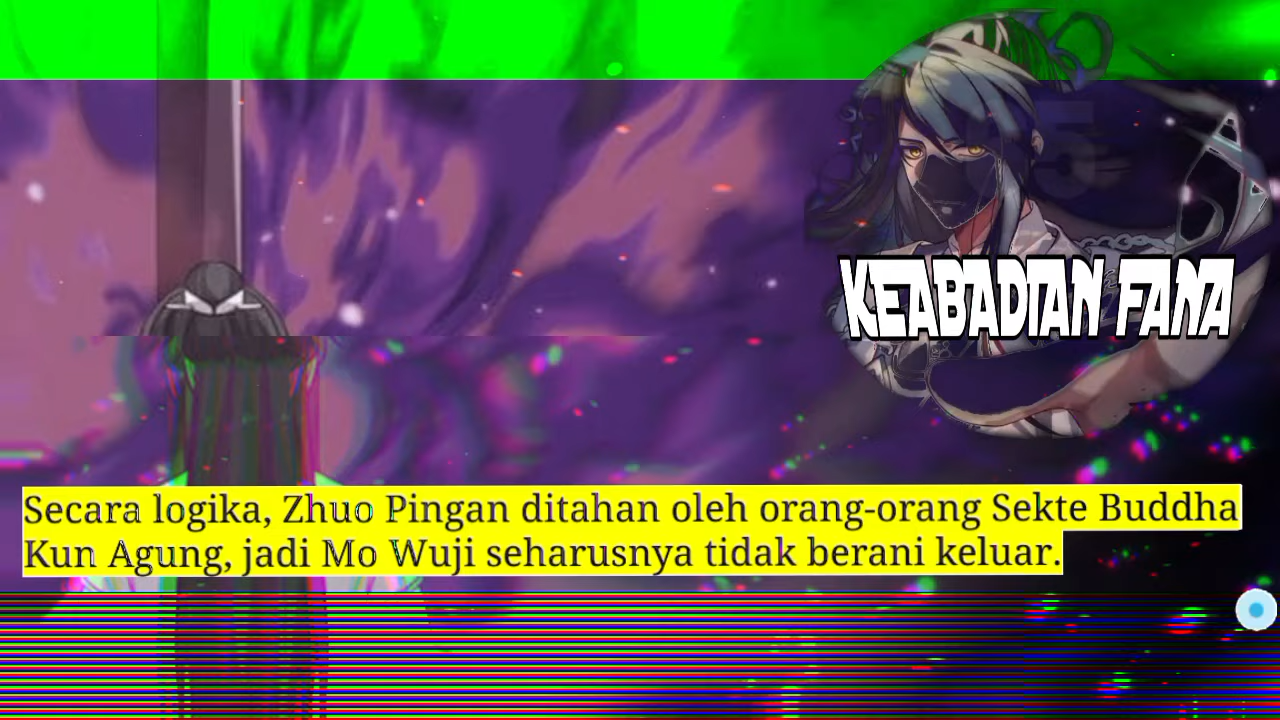 KEABADIAN FANA
Secara logika, Zhuo Pingan ditahan oleh orang-orang Sekte Buddha
Kun Agung, jadi Mo Wuji seharusnya tidak berani keluar.